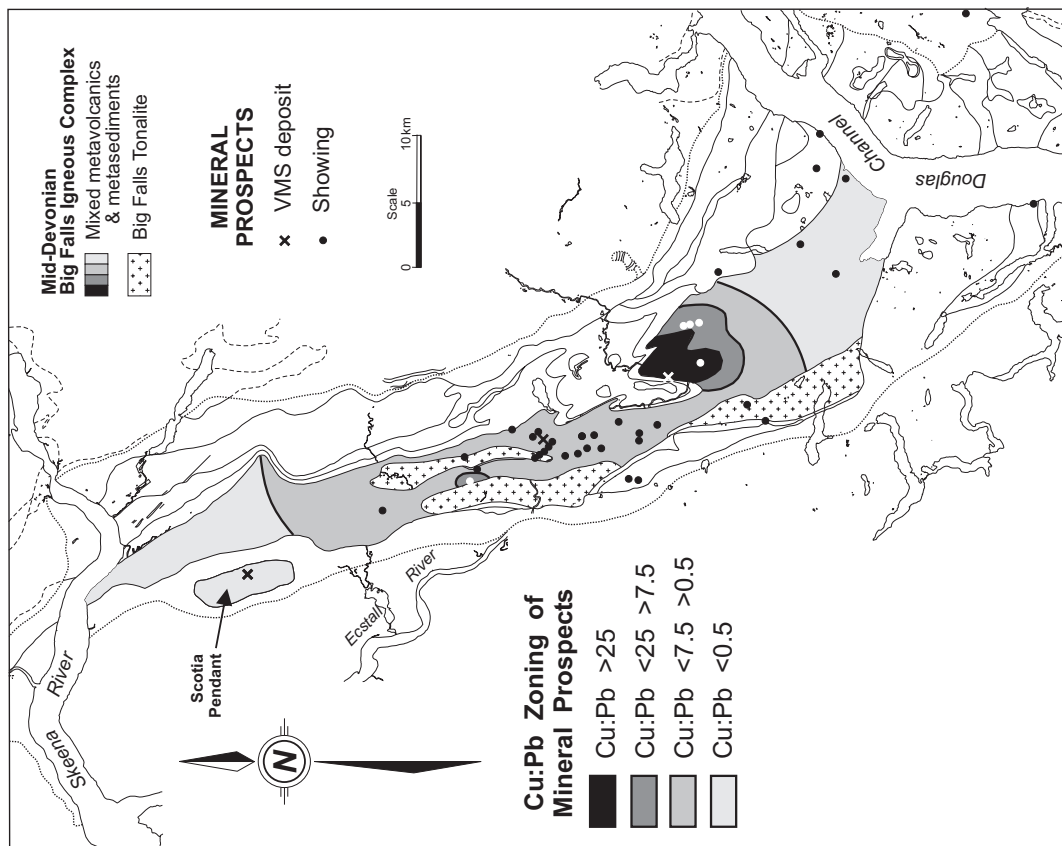 Mid-Devonian
Big Falls Igneous Complex
Mixed metavolcanics
& metasediments
Big Falls Tonalite
MINERAL
PROSPECTS
VMS deposit
Showing
Scale
0 5 10 km
Skeena
River
Scotia
Pendant
Ecstall
River
Douglas
Channel
N
Cu:Pb Zoning of
Mineral Prospects
Cu:Pb >25
Cu:Pb <25 >7.5
Cu:Pb <7.5 >0.5
Cu:Pb <0.5